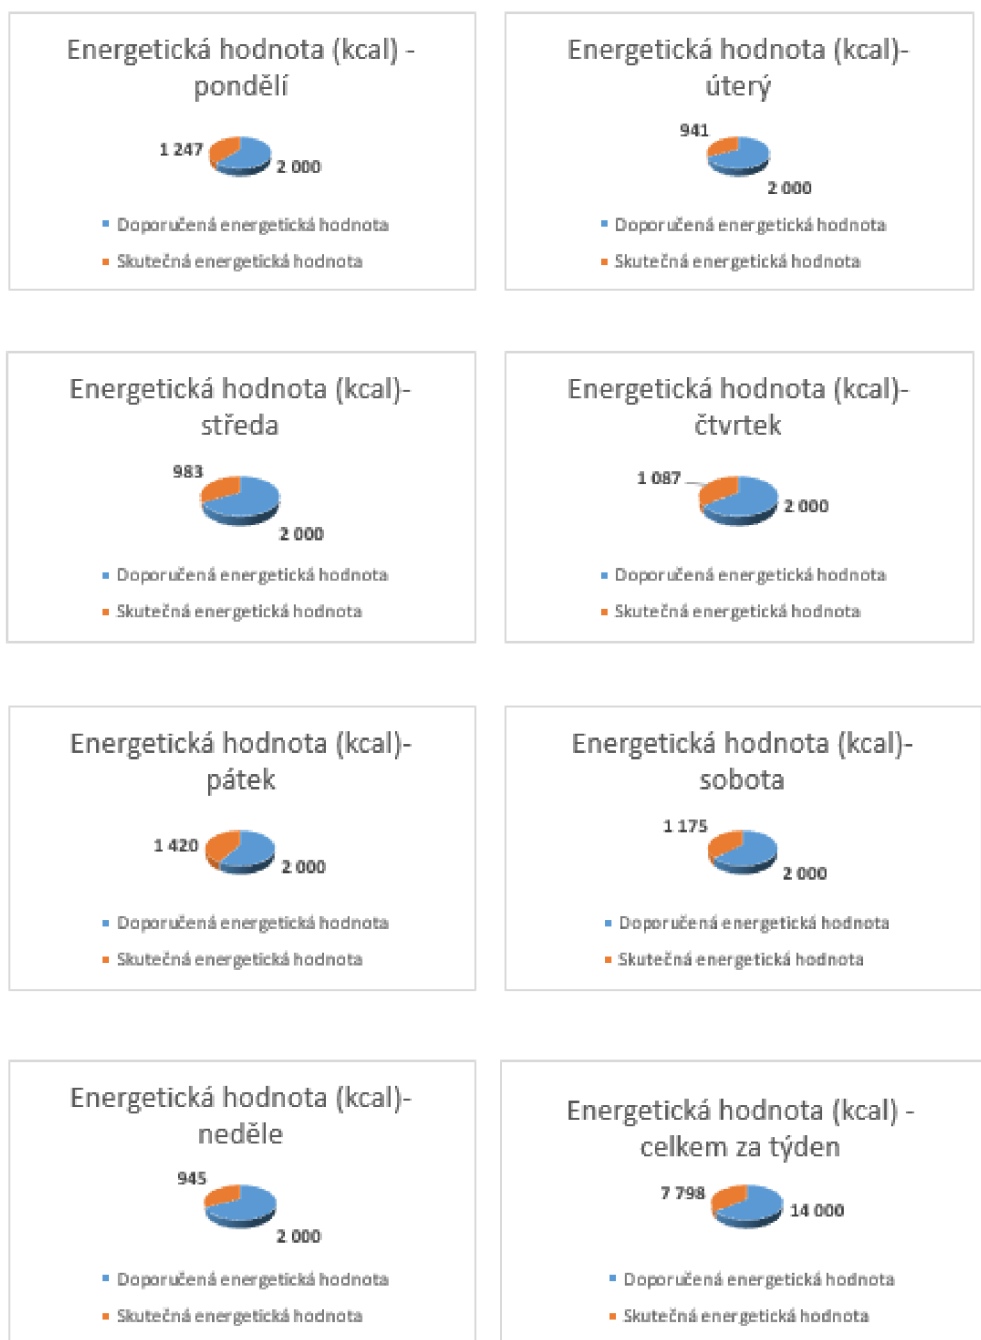 Energetická hodnota (kcal) -
pondělí
1 247
2 000
Doporučená energetická hodnota
Skutečná energetická hodnota
Energetická hodnota (kcal)-
úterý
941
2 000
Doporučená energetická hodnota
Skutečná energetická hodnota
Energetická hodnota (kcal)-
středa
983
2 000
Doporučená energetická hodnota
Skutečná energetická hodnota
Energetická hodnota (kcal)-
čtvrtek
1 087
2 000
Doporučená energetická hodnota
Skutečná energetická hodnota
Energetická hodnota (kcal)-
pátek
1 420
2 000
Doporučená energetická hodnota
Skutečná energetická hodnota
Energetická hodnota (kcal)-
sobota
1 175
2 000
Doporučená energetická hodnota
Skutečná energetická hodnota
Energetická hodnota (kcal)-
neděle
945
2 000
Doporučená energetická hodnota
Skutečná energetická hodnota
Energetická hodnota (kcal) -
celkem za týden
7 798
14 000
Doporučená energetická hodnota
Skutečná energetická hodnota